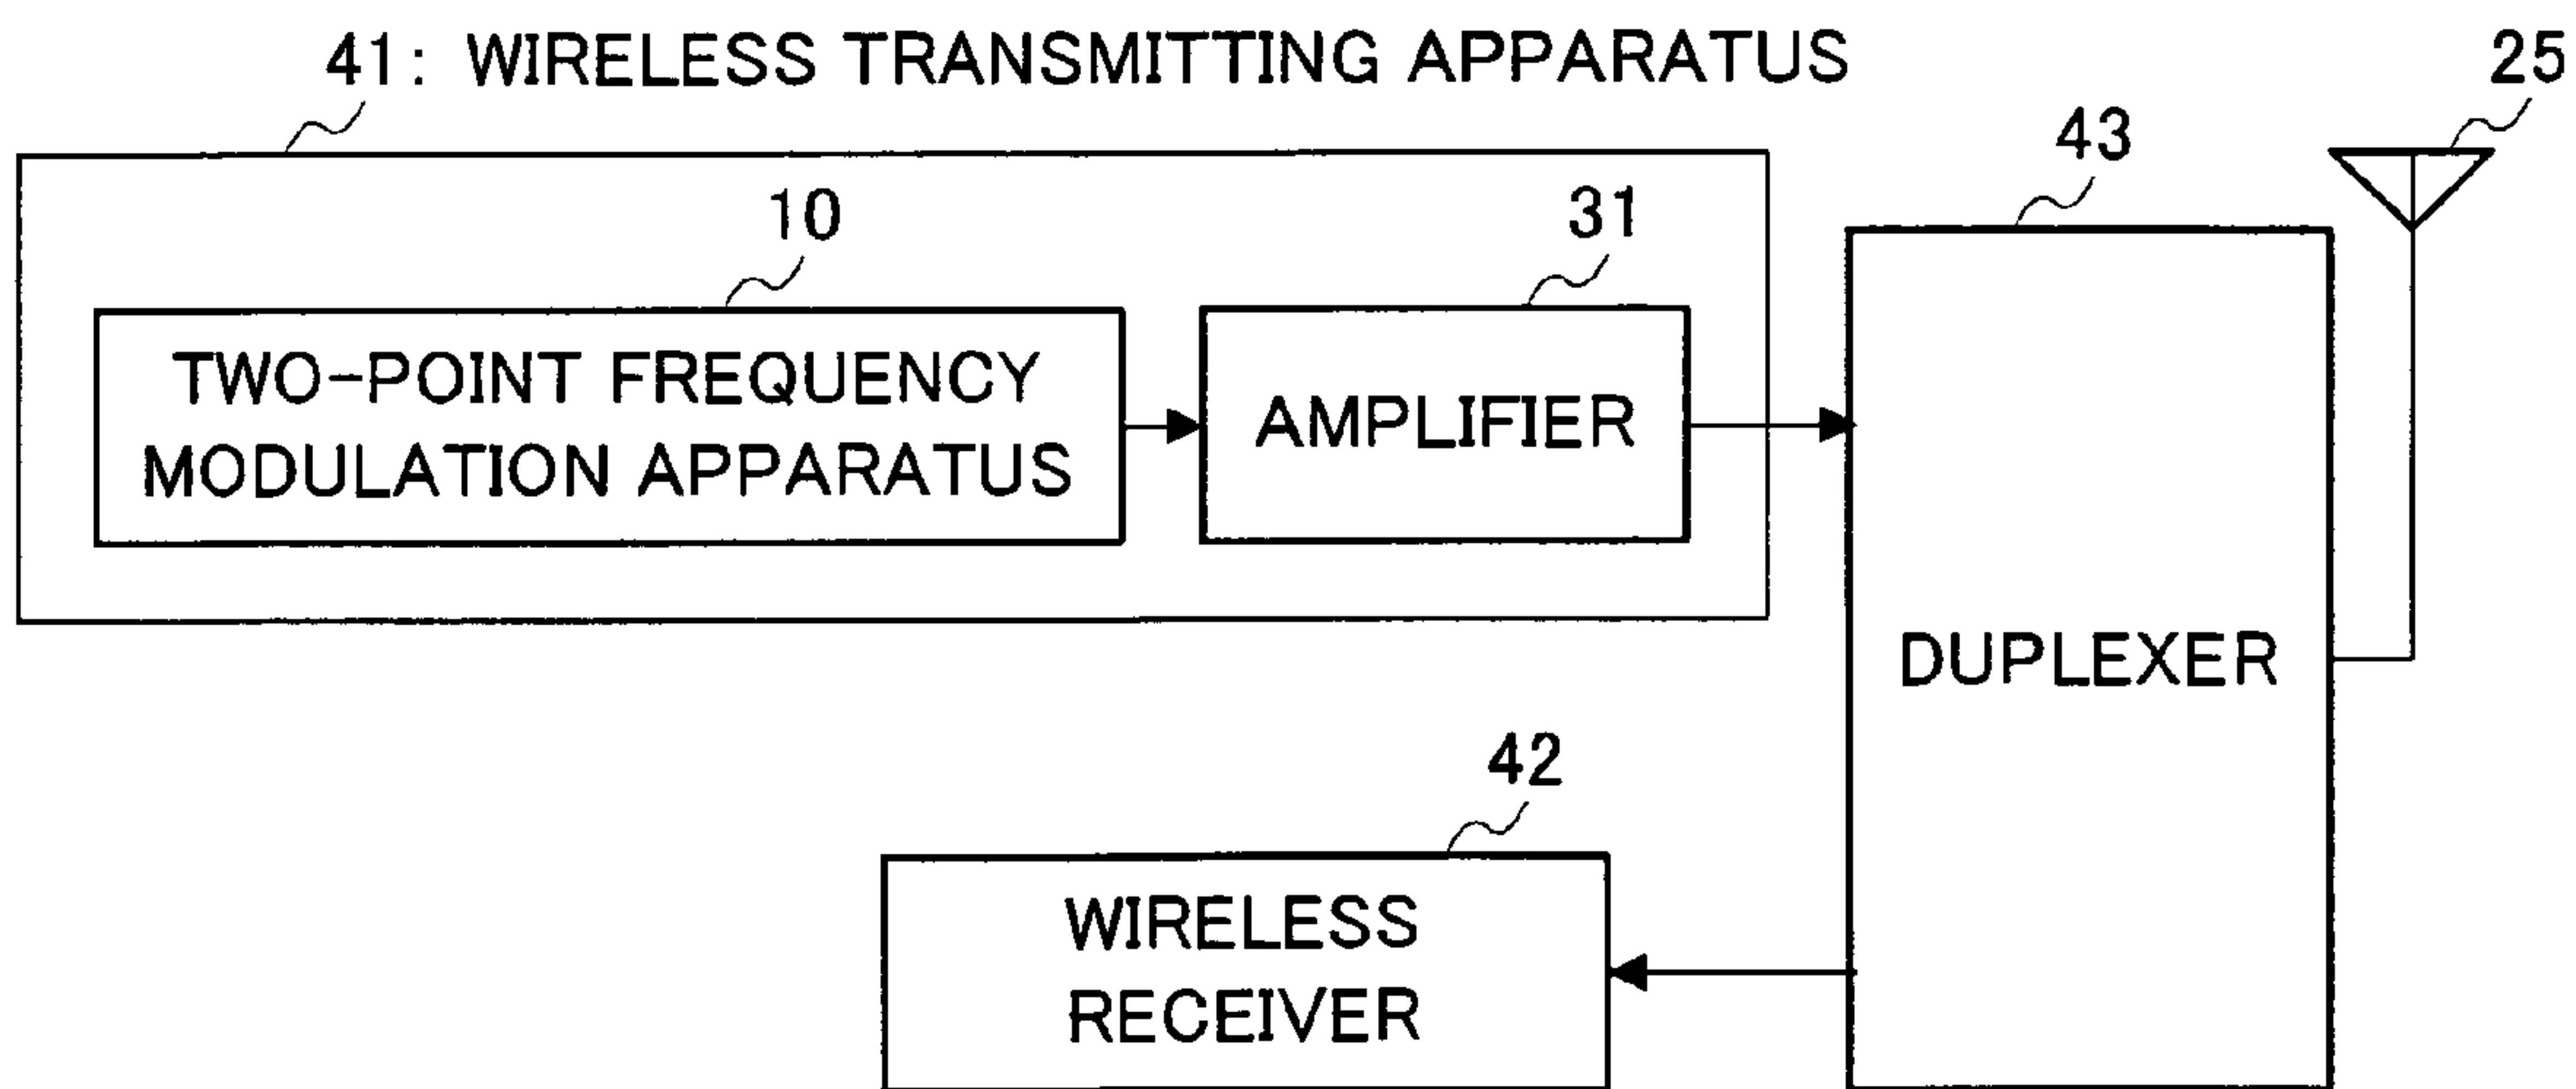 41: WIRELESS TRANSMITTING APPARATUS
25
43
10
31
TWO-POINT FREQUENCY
MODULATION APPARATUS
AMPLIFIER
DUPLEXER
42
WIRELESS
RECEIVER